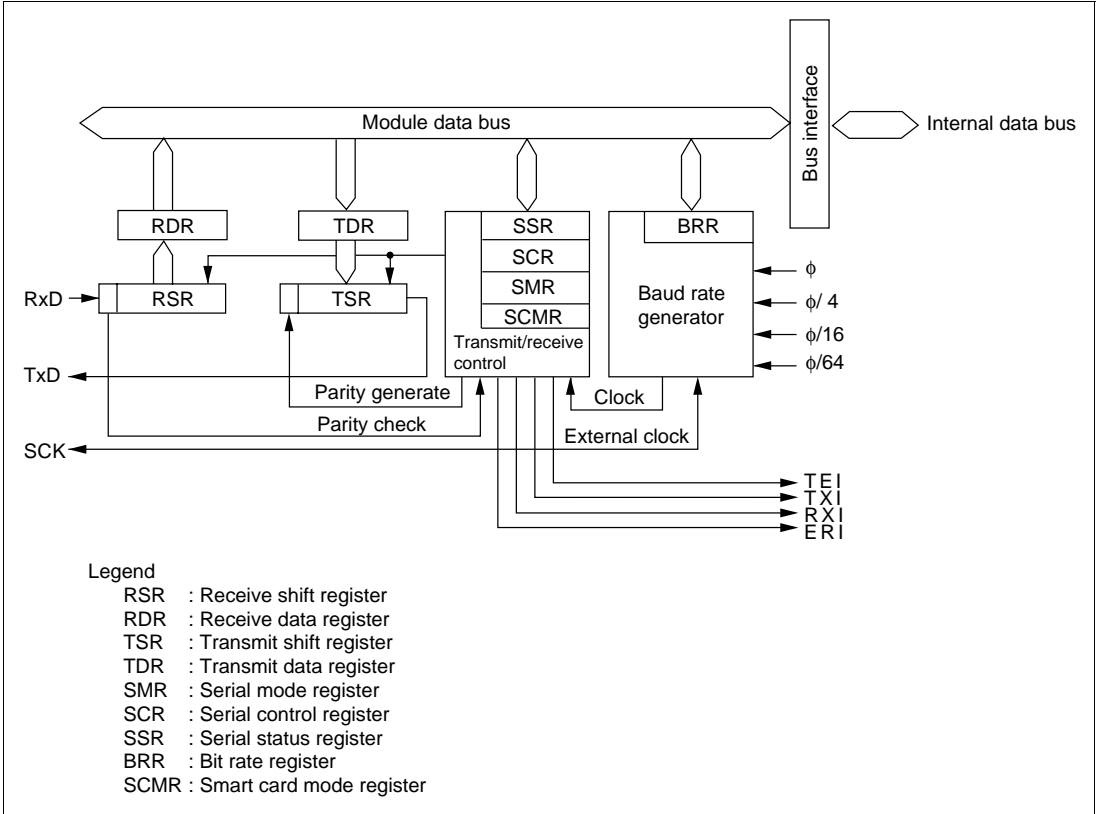 Module data bus
Bus interface
Internal data bus
RDR
TDR
SSR
BRR
SCR
SMR
SCMR
RxD
RSR
TSR
Transmit/receive
control
Baud rate
generator
ϕ
ϕ/ 4
ϕ/16
ϕ/64
TxD
Parity generate
Clock
Parity check
External clock
SCK
TEI
TXI
RXI
ERI
Legend
RSR : Receive shift register
RDR : Receive data register
TSR : Transmit shift register
TDR : Transmit data register
SMR : Serial mode register
SCR : Serial control register
SSR : Serial status register
BRR : Bit rate register
SCMR : Smart card mode register